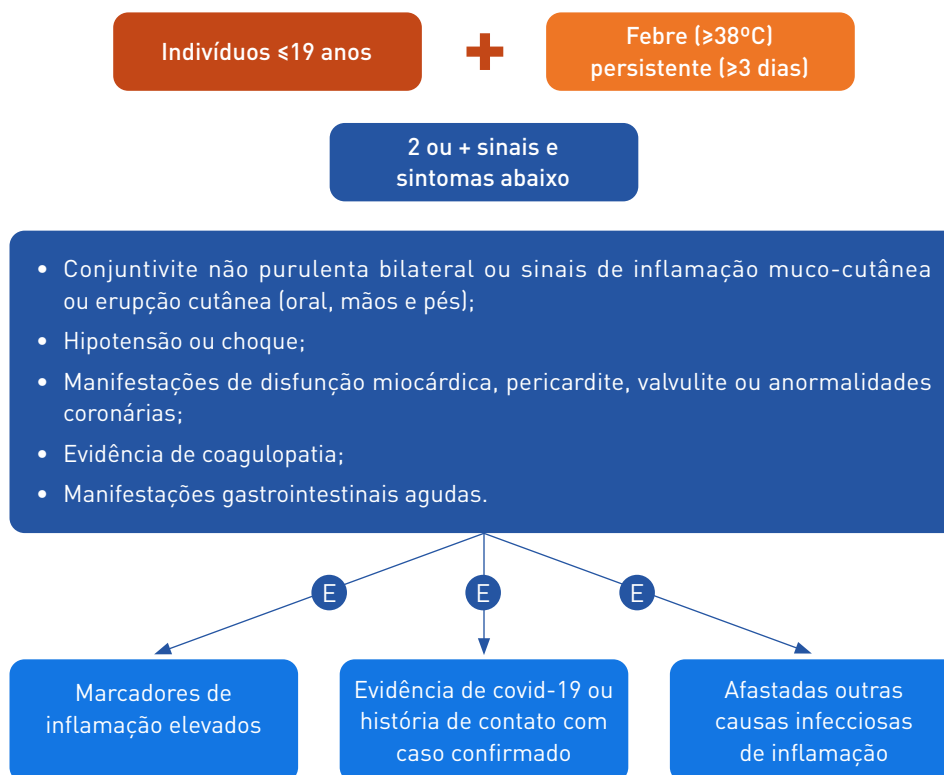 Indivíduos ≤19 anos
Febre (≥38ºC)
persistente (≥3 dias)
2 ou + sinais e
sintomas abaixo
• Conjuntivite não purulenta bilateral ou sinais de inflamação muco-cutânea
ou erupção cutânea (oral, mãos e pés);
• Hipotensão ou choque;
• Manifestações de disfunção miocárdica, pericardite, valvulite ou anormalidades
coronárias;
• Evidência de coagulopatia;
• Manifestações gastrointestinais agudas.
E
E
E
Marcadores de
inflamação elevados
Evidência de covid-19 ou
história de contato com
caso confirmado
Afastadas outras
causas infecciosas
de inflamação